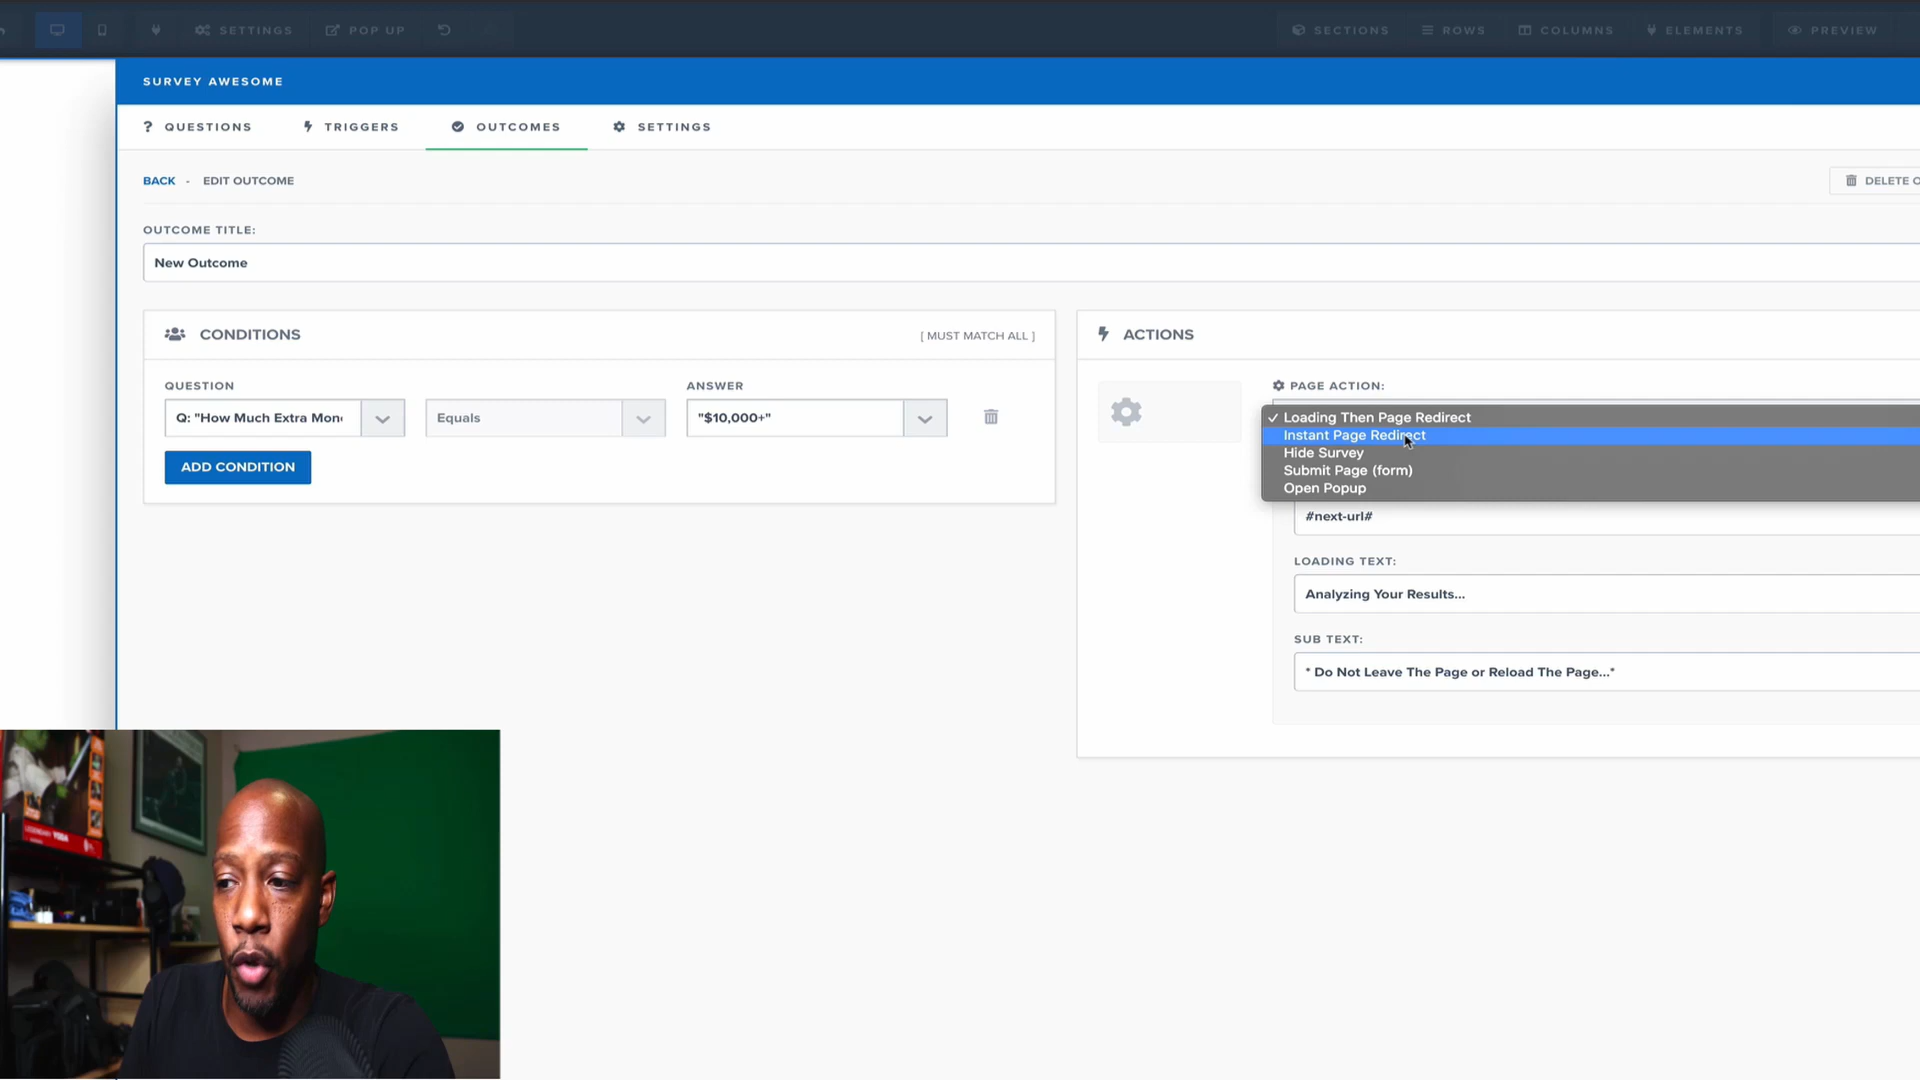 SETTINGS
POP UP
SECTIONS
ROWS
COLUMNS
ELEMENTS
PREVIEW
SURVEY AWESOME
? QUESTIONS
TRIGGERS
OUTCOMES
SETTINGS
BACK - EDIT OUTCOME
DELETE O
OUTCOME TITLE:
New Outcome
CONDITIONS
[ MUST MATCH ALL ]
QUESTION
ANSWER
Q: "How Much Extra Mon
Equals
"$10,000+"
ADD CONDITION
ACTIONS
PAGE ACTION:
✓ Loading Then Page Redirect
Instant Page Redirect
Hide Survey
Submit Page (form)
Open Popup
#next-url#
LOADING TEXT:
Analyzing Your Results...
SUB TEXT:
* Do Not Leave The Page or Reload The Page...*